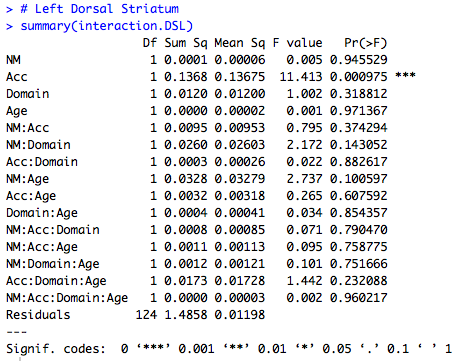 > # Left Dorsal Striatum
> summary(interaction.DSL)
Df Sum Sq Mean Sq F value Pr(>F)
NM 1 0.0001 0.00006 0.005 0.945529
Acc 1 0.1368 0.13675 11.413 0.000975 ***
Domain 1 0.0120 0.01200 1.002 0.318812
Age 1 0.0000 0.00002 0.001 0.971367
NM:Acc 1 0.0095 0.00953 0.795 0.374294
NM:Domain 1 0.0260 0.02603 2.172 0.143052
Acc:Domain 1 0.0003 0.00026 0.022 0.882617
NM:Age 1 0.0328 0.03279 2.737 0.100597
Acc:Age 1 0.0032 0.00318 0.265 0.607592
Domain:Age 1 0.0004 0.00041 0.034 0.854357
NM:Acc:Domain 1 0.0008 0.00085 0.071 0.790470
NM:Acc:Age 1 0.0011 0.00113 0.095 0.758775
NM:Domain:Age 1 0.0012 0.00121 0.101 0.751666
Acc:Domain:Age 1 0.0173 0.01728 1.442 0.232088
NM:Acc:Domain:Age 1 0.0000 0.00003 0.002 0.960217
Residuals 124 1.4858 0.01198
---
Signif. codes: 0 ‘***’ 0.001 ‘**’ 0.01 ‘*’ 0.05 ‘.’ 0.1 ‘ ’ 1